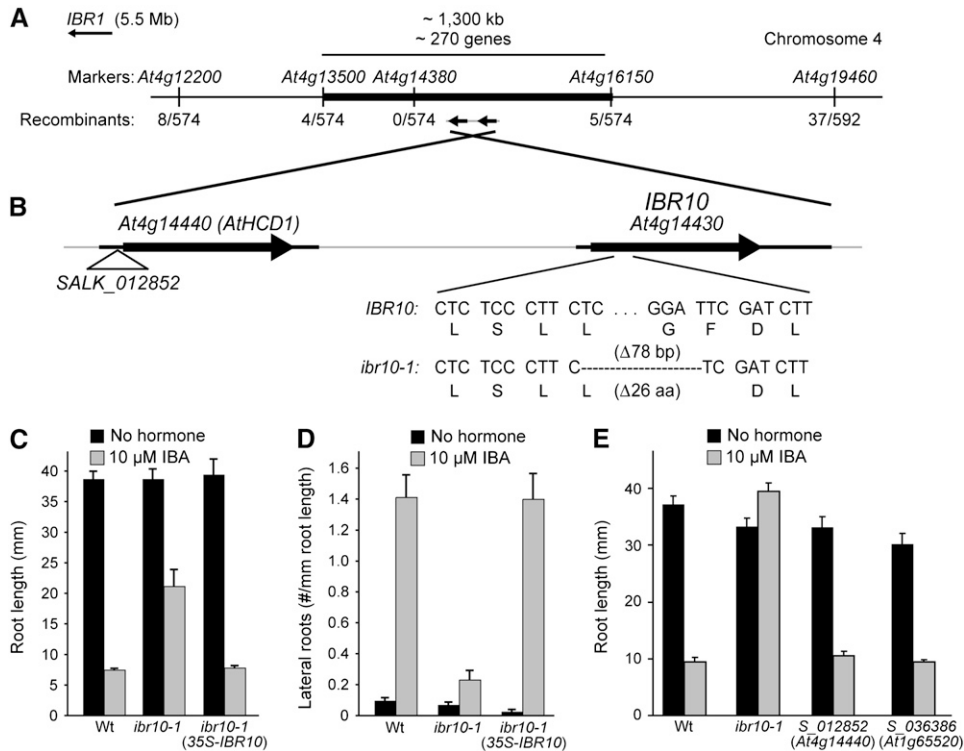 A
IBR1 (5.5 Mb)
~ 1,300 kb
~ 270 genes
Chromosome 4
Markers: At4g12200 At4g13500 At4g14380 At4g16150 At4g19460
Recombinants: 8/574 4/574 0/574 5/574 37/592
B
At4g14440 (AtHCD1)
IBR10
At4g14430
SALK_012852
IBR10: CTC TCC CTT CTC . . . GGA TTC GAT CTT
L S L L G F D L
(Δ78 bp)
ibr10-1: CTC TCC CTT C--------------------TC GAT CTT
L S L L (Δ26 aa) D L
C
No hormone
10 µM IBA
Root length (mm)
40
35
30
25
20
15
10
5
0
Wt ibr10-1 ibr10-1
(35S-IBR10)
D
No hormone
10 µM IBA
Lateral roots (#/mm root length)
1.6
1.4
1.2
1.0
0.8
0.6
0.4
0.2
0
Wt ibr10-1 ibr10-1
(35S-IBR10)
E
No hormone
10 µM IBA
Root length (mm)
40
30
20
10
0
Wt ibr10-1 S_012852 S_036386
(At4g14440) (At1g65520)